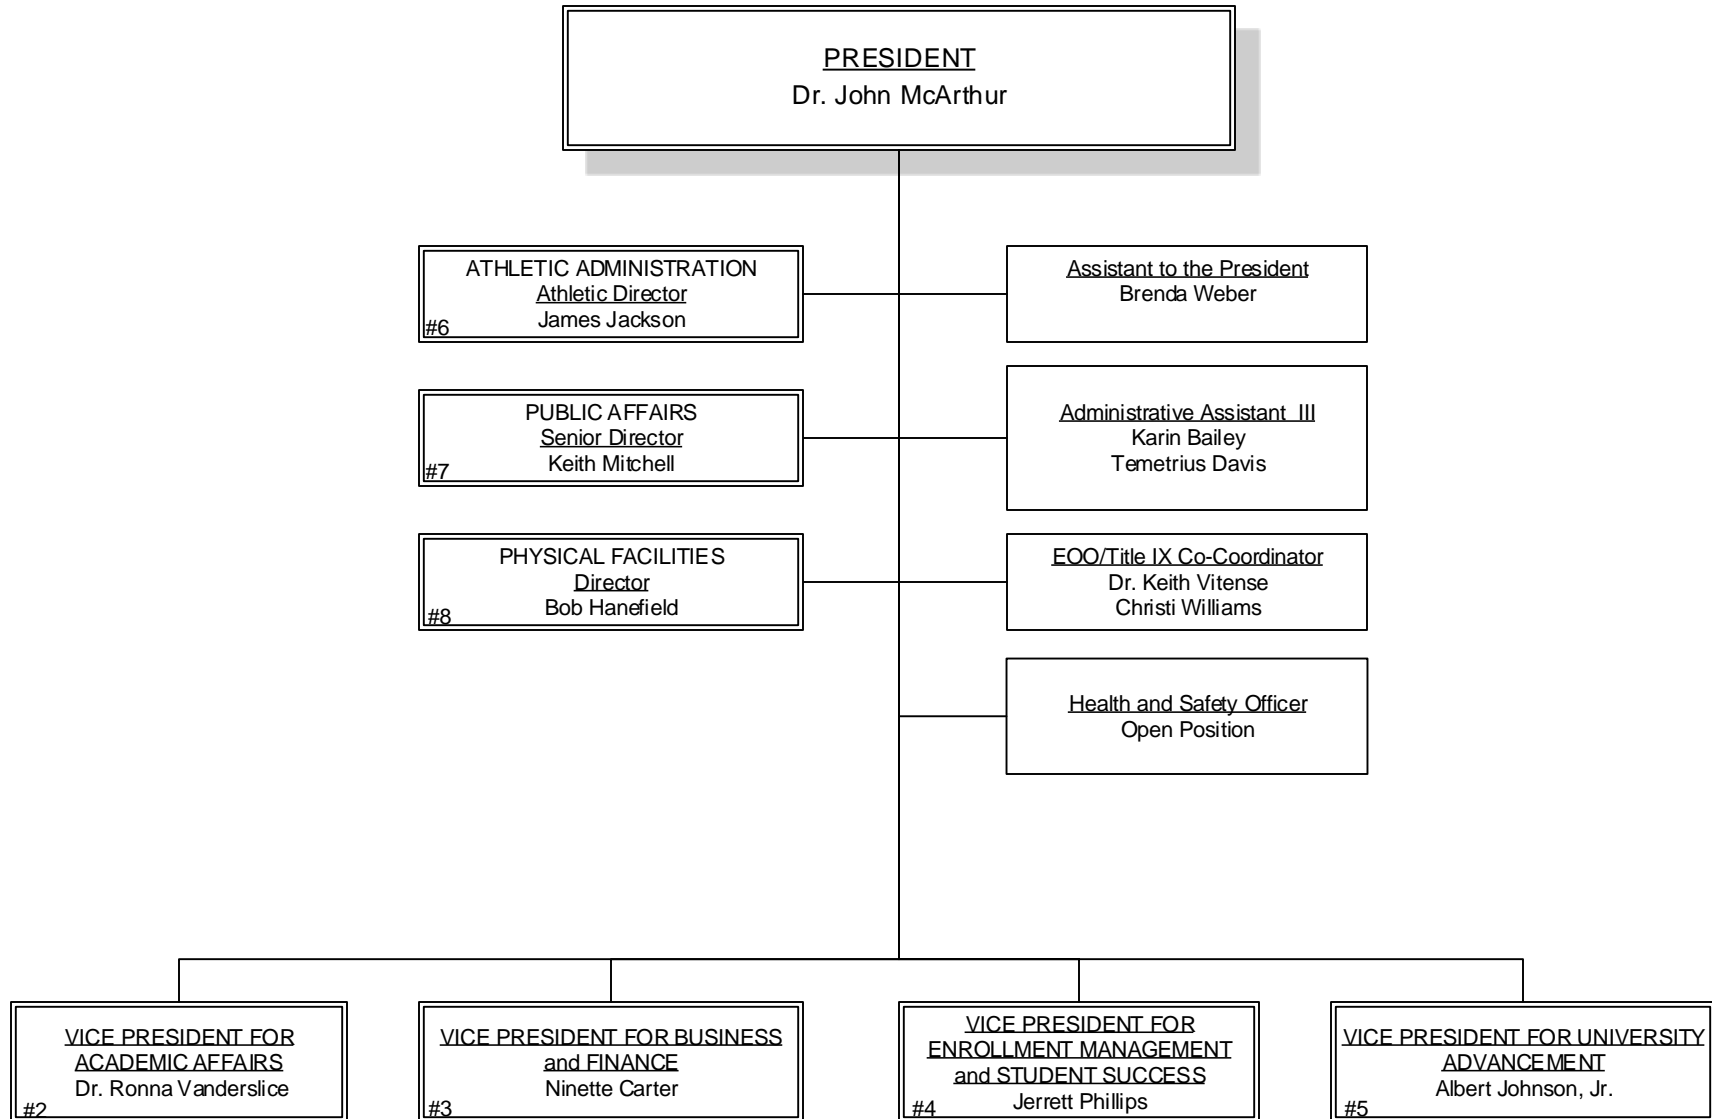 PRESIDENT
Dr. John McArthur
ATHLETIC ADMINISTRATION
Athletic Director
James Jackson
#6
Assistant to the President
Brenda Weber
PUBLIC AFFAIRS
Senior Director
Keith Mitchell
#7
Administrative Assistant III
Karin Bailey
Temetrius Davis
PHYSICAL FACILITIES
Director
Bob Hanefield
#8
EOO/Title IX Co-Coordinator
Dr. Keith Vitense
Christi Williams
Health and Safety Officer
Open Position
VICE PRESIDENT FOR
ACADEMIC AFFAIRS
Dr. Ronna Vanderslice
#2
VICE PRESIDENT FOR BUSINESS
and FINANCE
Ninette Carter
#3
VICE PRESIDENT FOR
ENROLLMENT MANAGEMENT
and STUDENT SUCCESS
Jerrett Phillips
#4
VICE PRESIDENT FOR UNIVERSITY
ADVANCEMENT
Albert Johnson, Jr.
#5